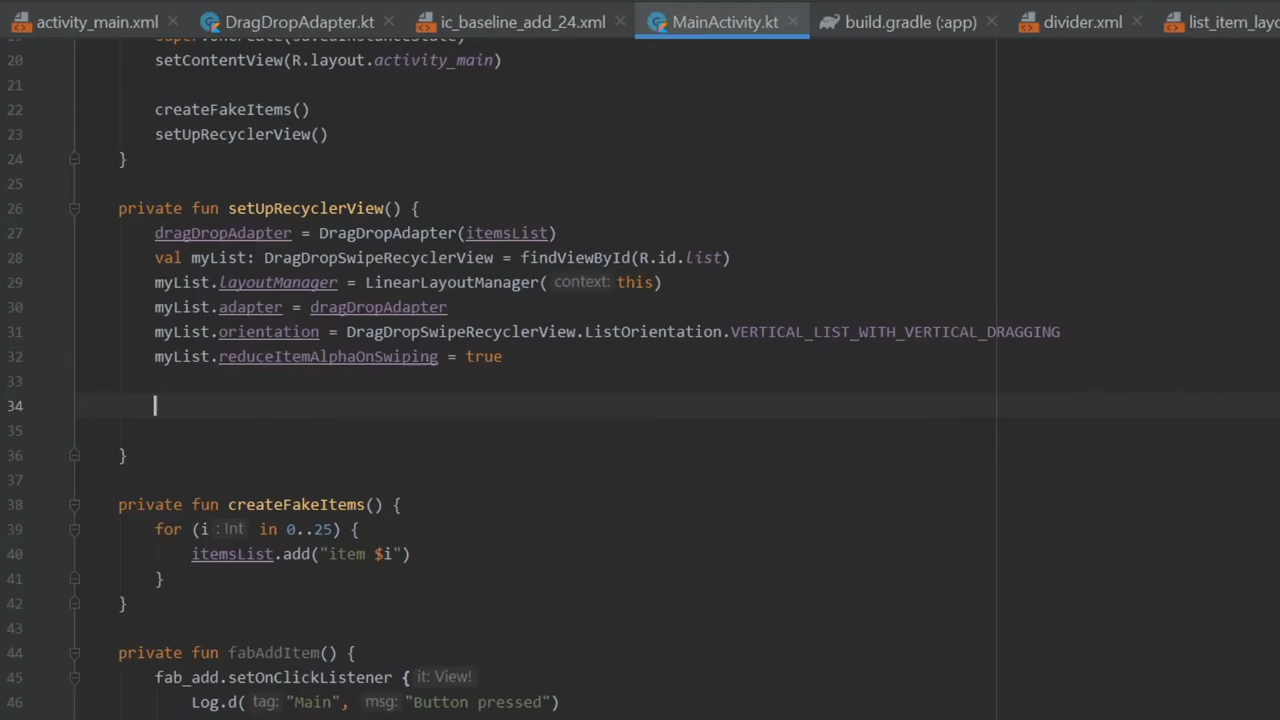 activity_main.xml DragDropAdapter.kt ic_baseline_add_24.xml MainActivity.kt build.gradle (:app) divider.xml list_item_layo
19 super.onCreate(savedInstanceState)
20 setContentView(R.layout.activity_main)
21
22 createFakeItems()
23 setUpRecyclerView()
24 }
25
26 private fun setUpRecyclerView() {
27 dragDropAdapter = DragDropAdapter(itemsList)
28 val myList: DragDropSwipeRecyclerView = findViewById(R.id.list)
29 myList.layoutManager = LinearLayoutManager( context: this)
30 myList.adapter = dragDropAdapter
31 myList.orientation = DragDropSwipeRecyclerView.ListOrientation.VERTICAL_LIST_WITH_VERTICAL_DRAGGING
32 myList.reduceItemAlphaOnSwiping = true
33
34
35
36 }
37
38 private fun createFakeItems() {
39 for (i : Int in 0..25) {
40 itemsList.add("item $i")
41 }
42 }
43
44 private fun fabAddItem() {
45 fab_add.setOnClickListener { it: View!
46 Log.d( tag: "Main", msg: "Button pressed")